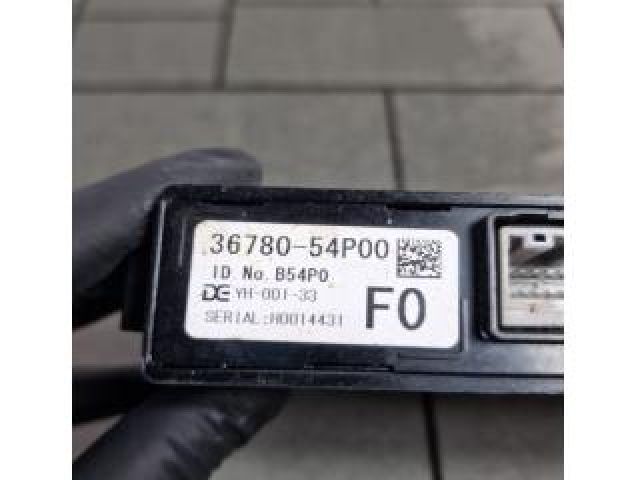 36780-54P00
ID No. B54P0
DE YH-001-33
SERIAL:H0014431
F0